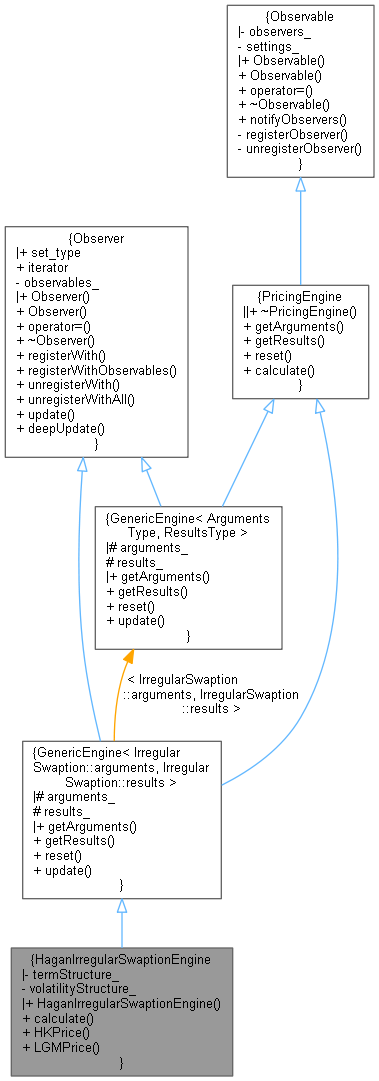 {Observable
|- observers_
- settings_
|+ Observable()
+ Observable()
+ operator=()
+ ~Observable()
+ notifyObservers()
- registerObserver()
- unregisterObserver()
}
{Observer
|+ set_type
+ iterator
- observables_
|+ Observer()
+ Observer()
+ operator=()
+ ~Observer()
+ registerWith()
+ registerWithObservables()
+ unregisterWith()
+ unregisterWithAll()
+ update()
+ deepUpdate()
}
{PricingEngine
||+ ~PricingEngine()
+ getArguments()
+ getResults()
+ reset()
+ calculate()
}
{GenericEngine< Arguments
Type, ResultsType >
|# arguments_
# results_
|+ getArguments()
+ getResults()
+ reset()
+ update()
}
< IrregularSwaption
::arguments, IrregularSwaption
::results >
{GenericEngine< Irregular
Swaption::arguments, Irregular
Swaption::results >
|# arguments_
# results_
|+ getArguments()
+ getResults()
+ reset()
+ update()
}
{HaganIrregularSwaptionEngine
|- termStructure_
- volatilityStructure_
|+ HaganIrregularSwaptionEngine()
+ calculate()
+ HKPrice()
+ LGMPrice()
}